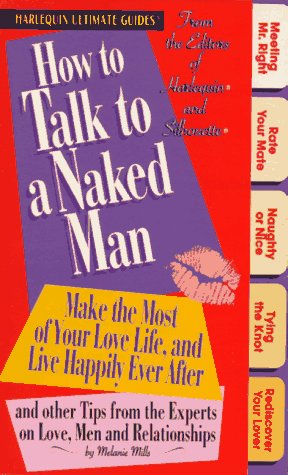 HARLEQUIN ULTIMATE GUIDES™
How to
Talk to
a Naked
Man
From
the Editors
of
Harlequin®
and
Silhouette®
Make the Most
of Your Love Life, and
Live Happily Ever After
and other Tips from the Experts
on Love, Men and Relationships
by Melanie Mills
Meeting
Mr. Right
Rate
Your Mate
Naughty
or Nice
Tying
the Knot
Rediscover
Your Lover